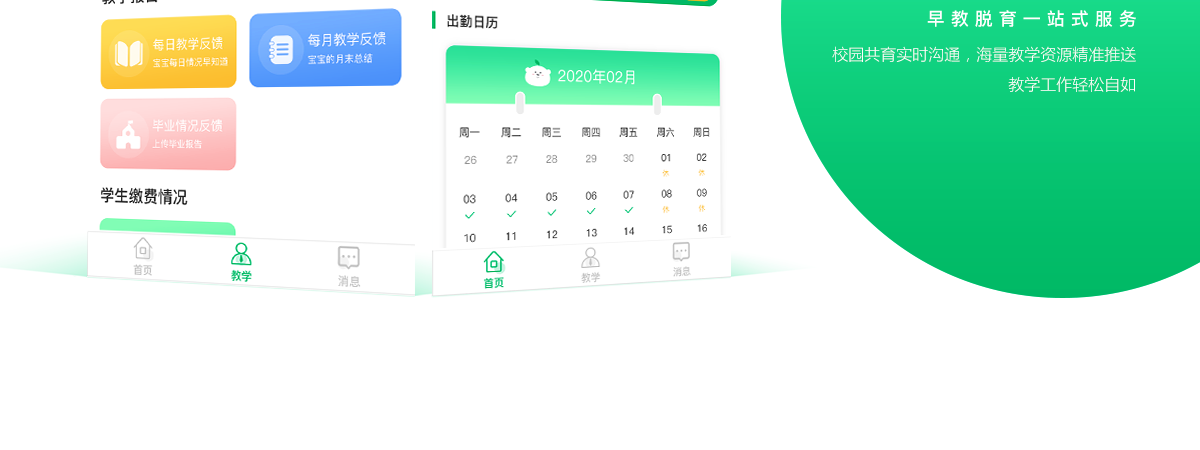 每日教学反馈
宝宝每日情况早知道
每月教学反馈
宝宝的月末总结
毕业情况反馈
上传毕业报告
学生缴费情况
首页
教学
消息
出勤日历
2020年02月
周一 周二 周三 周四 周五 周六 周日
26 27 28 29 30 01 02
休 休
03 04 05 06 07 08 09
休 休
10 11 12 13 14 15 16
首页
教学
消息
早教脱育一站式服务
校园共育实时沟通，海量教学资源精准推送
教学工作轻松自如